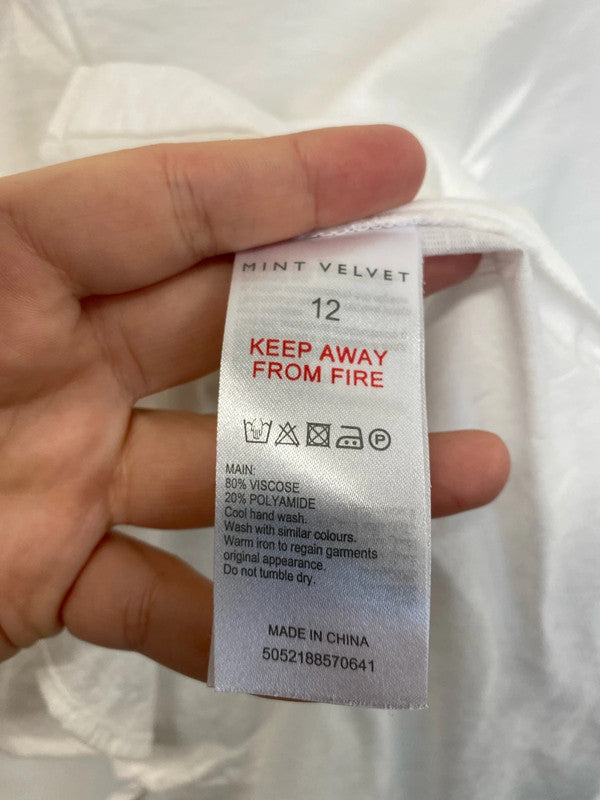 MINT VELVET
12
KEEP AWAY
FROM FIRE
P
MAIN:
80% VISCOSE
20% POLYAMIDE
Cool hand wash.
Wash with similar colours.
Warm iron to regain garments
original appearance.
Do not tumble dry.
MADE IN CHINA
5052188570641